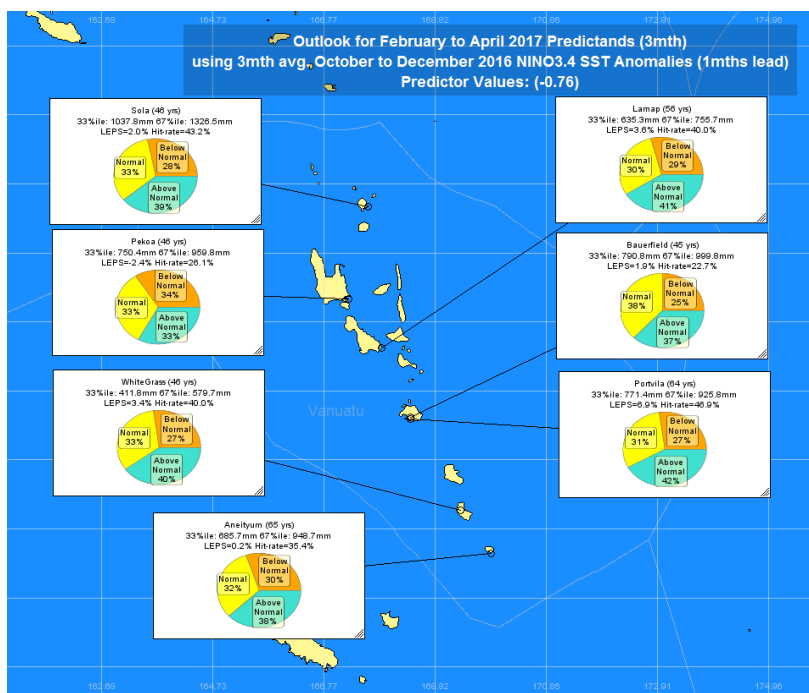 162.68 164.73 166.77 168.82 170.86 172.91 174.96
Outlook for February to April 2017 Predictands (3mth)
using 3mth avg. October to December 2016 NINO3.4 SST Anomalies (1mths lead)
Predictor Values: (-0.76)
Sola (46 yrs)
33%ile: 1037.8mm 67%ile: 1326.5mm
LEPS=2.0% Hit-rate=43.2%
Below
Normal
28%
Normal
33%
Above
Normal
39%
Lamap (56 yrs)
33%ile: 635.3mm 67%ile: 755.7mm
LEPS=3.6% Hit-rate=40.0%
Below
Normal
29%
Normal
30%
Above
Normal
41%
Pekoa (46 yrs)
33%ile: 750.4mm 67%ile: 959.8mm
LEPS=-2.4% Hit-rate=26.1%
Below
Normal
34%
Normal
33%
Above
Normal
33%
Bauerfield (45 yrs)
33%ile: 790.8mm 67%ile: 999.8mm
LEPS=1.9% Hit-rate=22.7%
Below
Normal
25%
Normal
38%
Above
Normal
37%
WhiteGrass (46 yrs)
33%ile: 411.8mm 67%ile: 579.7mm
LEPS=3.4% Hit-rate=40.0%
Below
Normal
27%
Normal
33%
Above
Normal
40%
Vanuatu
Portvila (64 yrs)
33%ile: 771.4mm 67%ile: 925.8mm
LEPS=6.9% Hit-rate=46.9%
Below
Normal
27%
Normal
31%
Above
Normal
42%
Aneityum (65 yrs)
33%ile: 685.7mm 67%ile: 948.7mm
LEPS=0.2% Hit-rate=35.4%
Below
Normal
30%
Normal
32%
Above
Normal
38%
162.68 164.73 166.77 168.82 170.86 172.91 174.96